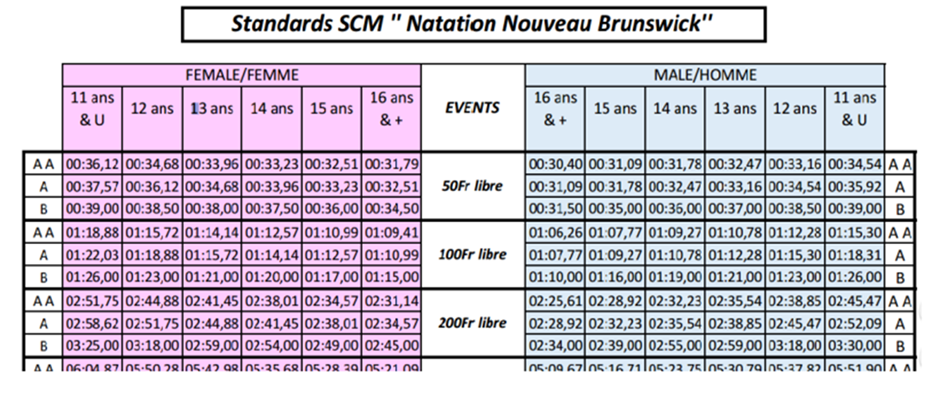 Standards SCM " Natation Nouveau Brunswick"
FEMALE/FEMME EVENTS MALE/HOMME
11 ans & U 12 ans 13 ans 14 ans 15 ans 16 ans & + 16 ans & + 15 ans 14 ans 13 ans 12 ans 11 ans & U
A A 00:36,12 00:34,68 00:33,96 00:33,23 00:32,51 00:31,79 50Fr libre 00:30,40 00:31,09 00:31,78 00:32,47 00:33,16 00:34,54 A A
A 00:37,57 00:36,12 00:34,68 00:33,96 00:33,23 00:32,51 00:31,09 00:31,78 00:32,47 00:33,16 00:34,54 00:35,92 A
B 00:39,00 00:38,50 00:38,00 00:37,50 00:36,00 00:34,50 00:31,50 00:35,00 00:36,00 00:37,00 00:38,50 00:39,00 B
A A 01:18,88 01:15,72 01:14,14 01:12,57 01:10,99 01:09,41 100Fr libre 01:06,26 01:07,77 01:09,27 01:10,78 01:12,28 01:15,30 A A
A 01:22,03 01:18,88 01:15,72 01:14,14 01:12,57 01:10,99 01:07,77 01:09,27 01:10,78 01:12,28 01:15,30 01:18,31 A
B 01:26,00 01:23,00 01:21,00 01:20,00 01:17,00 01:15,00 01:10,00 01:16,00 01:19,00 01:21,00 01:23,00 01:26,00 B
A A 02:51,75 02:44,88 02:41,45 02:38,01 02:34,57 02:31,14 200Fr libre 02:25,61 02:28,92 02:32,23 02:35,54 02:38,85 02:45,47 A A
A 02:58,62 02:51,75 02:44,88 02:41,45 02:38,01 02:34,57 02:28,92 02:32,23 02:35,54 02:38,85 02:45,47 02:52,09 A
B 03:25,00 03:18,00 02:59,00 02:54,00 02:49,00 02:45,00 02:34,00 02:39,00 02:55,00 02:59,00 03:18,00 03:30,00 B
A A 06:04,87 05:50,28 05:42,98 05:35,68 05:28,39 05:21,09 05:09,67 05:16,71 05:23,75 05:30,79 05:37,82 05:51,90 A A